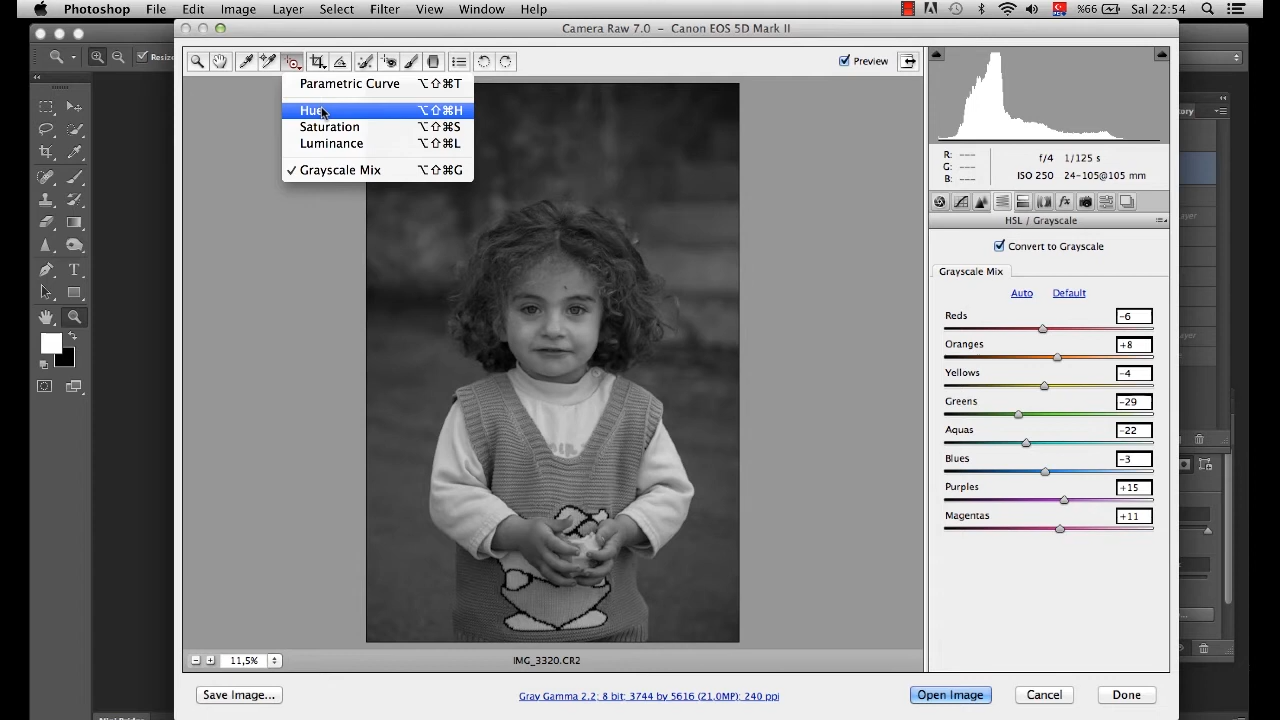 Photoshop File Edit Image Layer Select Filter View Window Help %66 Sal 22:54
Camera Raw 7.0 – Canon EOS 5D Mark II
Resize
Preview
Parametric Curve ⌥⇧⌘T
Hue ⌥⇧⌘H
Saturation ⌥⇧⌘S
Luminance ⌥⇧⌘L
✓ Grayscale Mix ⌥⇧⌘G
R: ---
G: ---
B: ---
f/4 1/125 s
ISO 250 24-105@105 mm
HSL / Grayscale
Convert to Grayscale
Grayscale Mix
Auto Default
Reds -6
Oranges +8
Yellows -4
Greens -29
Aquas -22
Blues -3
Purples +15
Magentas +11
11,5%
IMG_3320.CR2
Save Image...
Gray Gamma 2.2; 8 bit; 3744 by 5616 (21,0MP); 240 ppi
Open Image Cancel Done